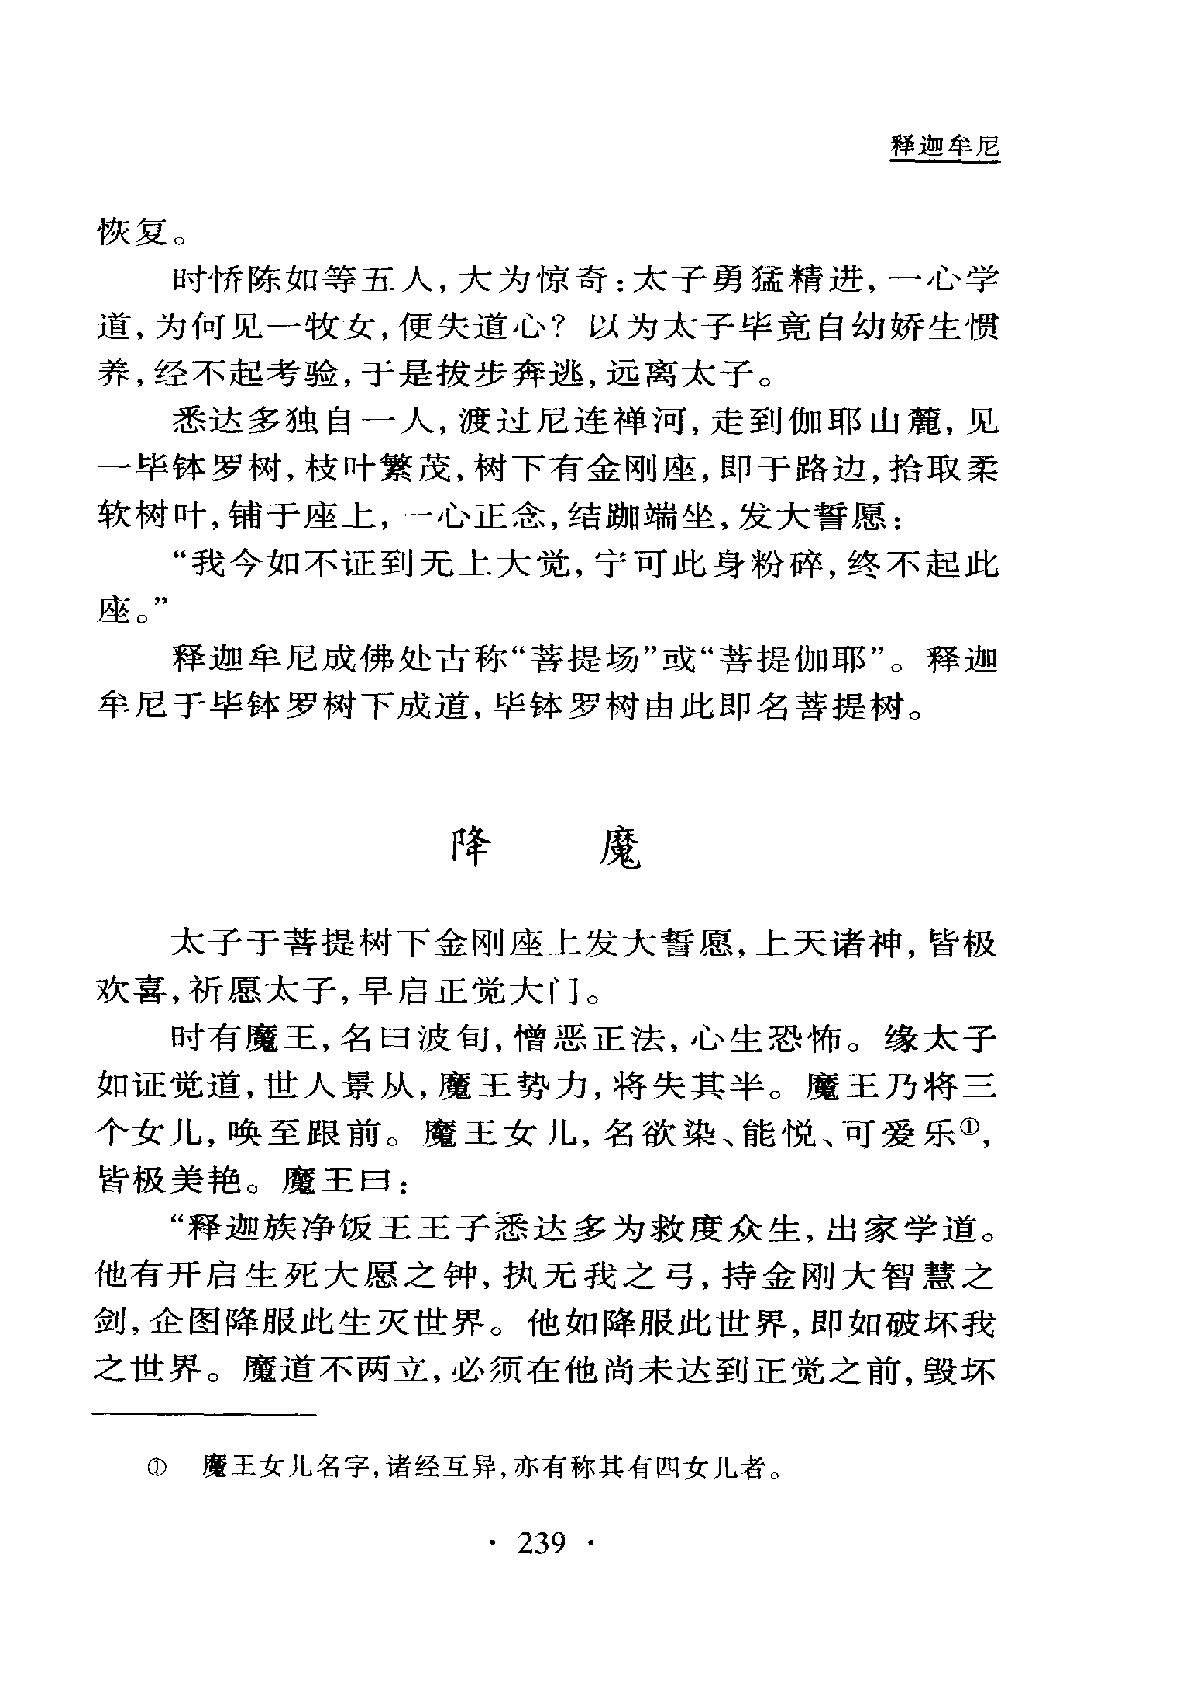 释迦牟尼
恢复。
时㤭陈如等五人,大为惊奇:太子勇猛精进,一心学
道,为何见一牧女,便失道心? 以为太子毕竟自幼娇生惯
养,经不起考验,于是拔步奔逃,远离太子。
悉达多独自一人,渡过尼连禅河,走到伽耶山麓,见
一毕钵罗树,枝叶繁茂,树下有金刚座,即于路边,拾取柔
软树叶,铺于座上,一心正念,结跏端坐,发大誓愿:
“我今如不证到无上大觉,宁可此身粉碎,终不起此
座。”
释迦牟尼成佛处古称“菩提场”或“菩提伽耶”。释迦
牟尼于毕钵罗树下成道,毕钵罗树由此即名菩提树。
降 魔
太子于菩提树下金刚座上发大誓愿,上天诸神,皆极
欢喜,祈愿太子,早启正觉大门。
时有魔王,名曰波旬,憎恶正法,心生恐怖。缘太子
如证觉道,世人景从,魔王势力,将失其半。魔王乃将三
个女儿,唤至跟前。魔王女儿,名欲染、能悦、可爱乐①,
皆极美艳。魔王曰:
“释迦族净饭王王子悉达多为救度众生,出家学道。
他有开启生死大愿之钟,执无我之弓,持金刚大智慧之
剑,企图降服此生灭世界。他如降服此世界,即如破坏我
之世界。魔道不两立,必须在他尚未达到正觉之前,毁坏
① 魔王女儿名字,诸经互异,亦有称其有四女儿者。
· 239 ·